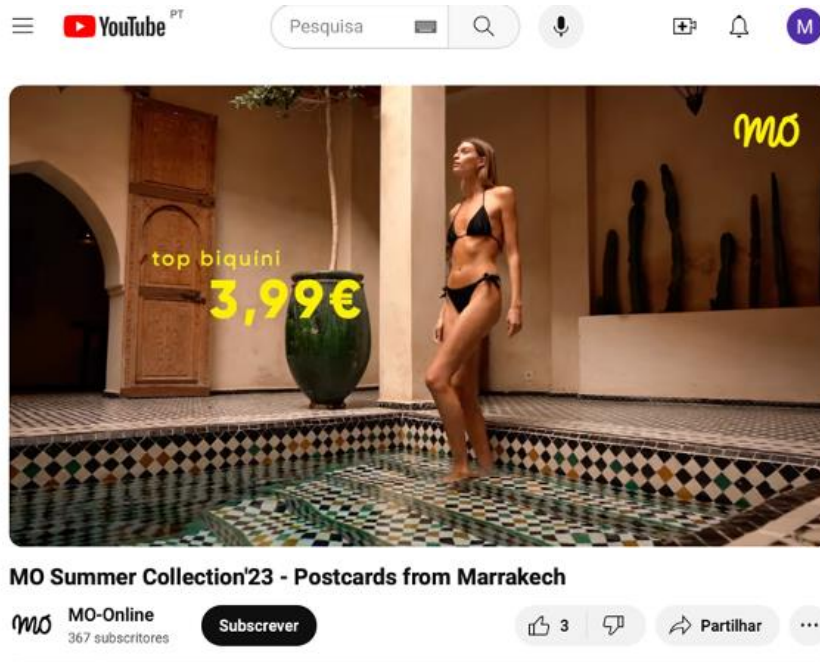 YouTube PT
Pesquisa
M
mo
top biquini
3,99€
MO Summer Collection'23 - Postcards from Marrakech
mo
MO-Online
367 subscritores
Subscrever
3
Partilhar